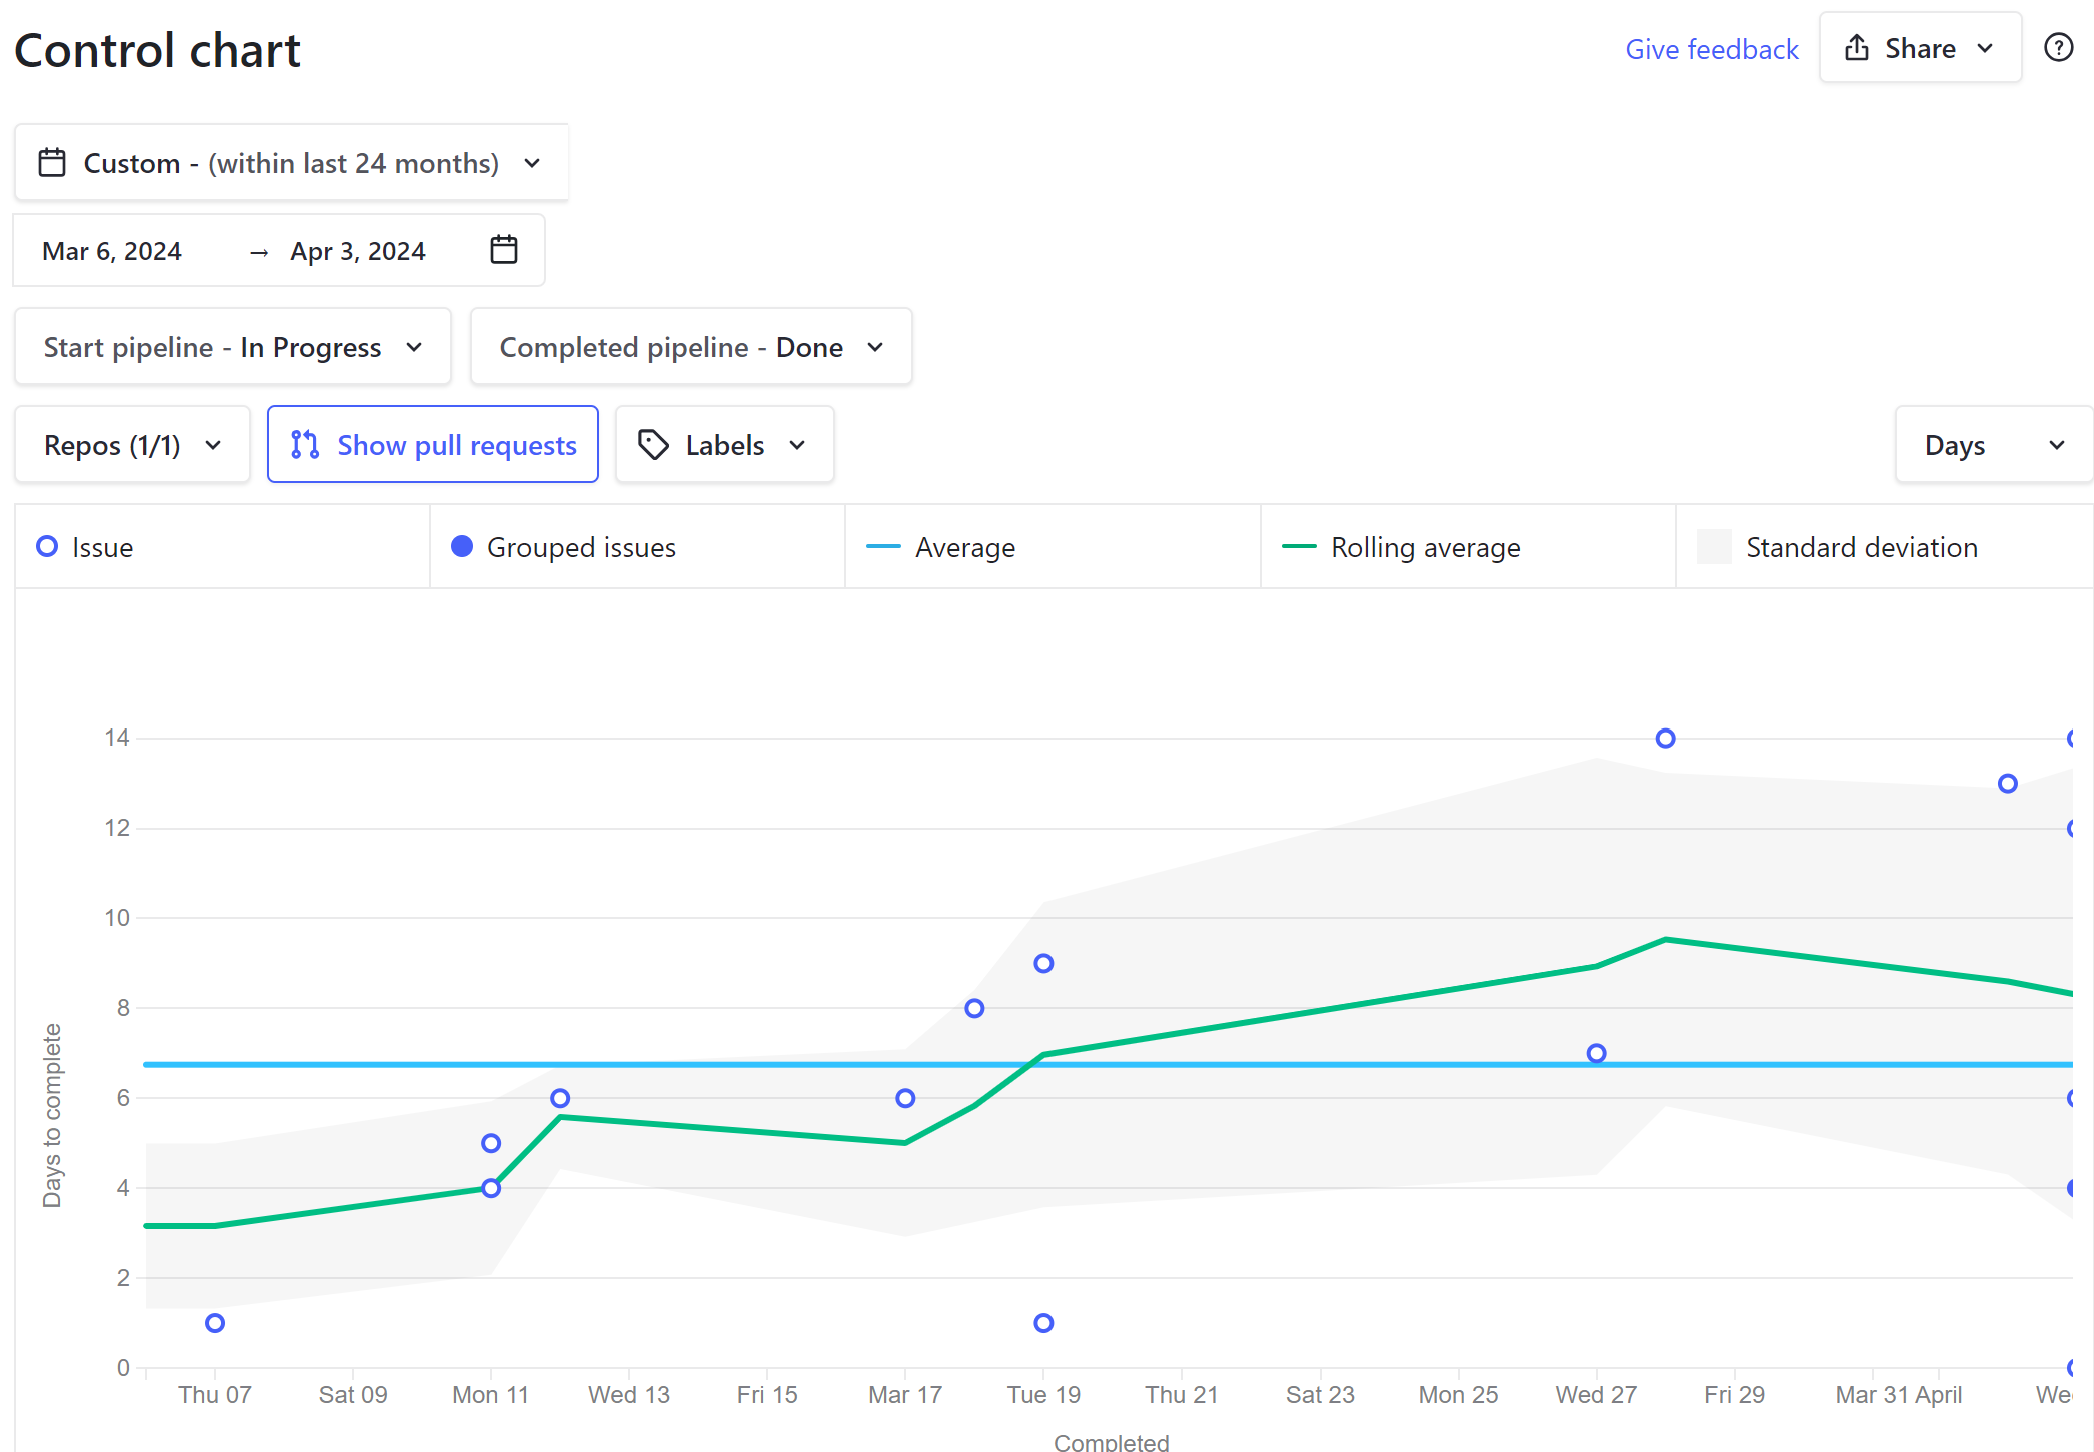 Control chart
Give feedback
Share
Custom - (within last 24 months)
Mar 6, 2024 → Apr 3, 2024
Start pipeline - In Progress
Completed pipeline - Done
Repos (1/1)
Show pull requests
Labels
Days
Issue
Grouped issues
Average
Rolling average
Standard deviation
14
12
10
8
6
4
2
0
Days to complete
Thu 07 Sat 09 Mon 11 Wed 13 Fri 15 Mar 17 Tue 19 Thu 21 Sat 23 Mon 25 Wed 27 Fri 29 Mar 31 April
Completed